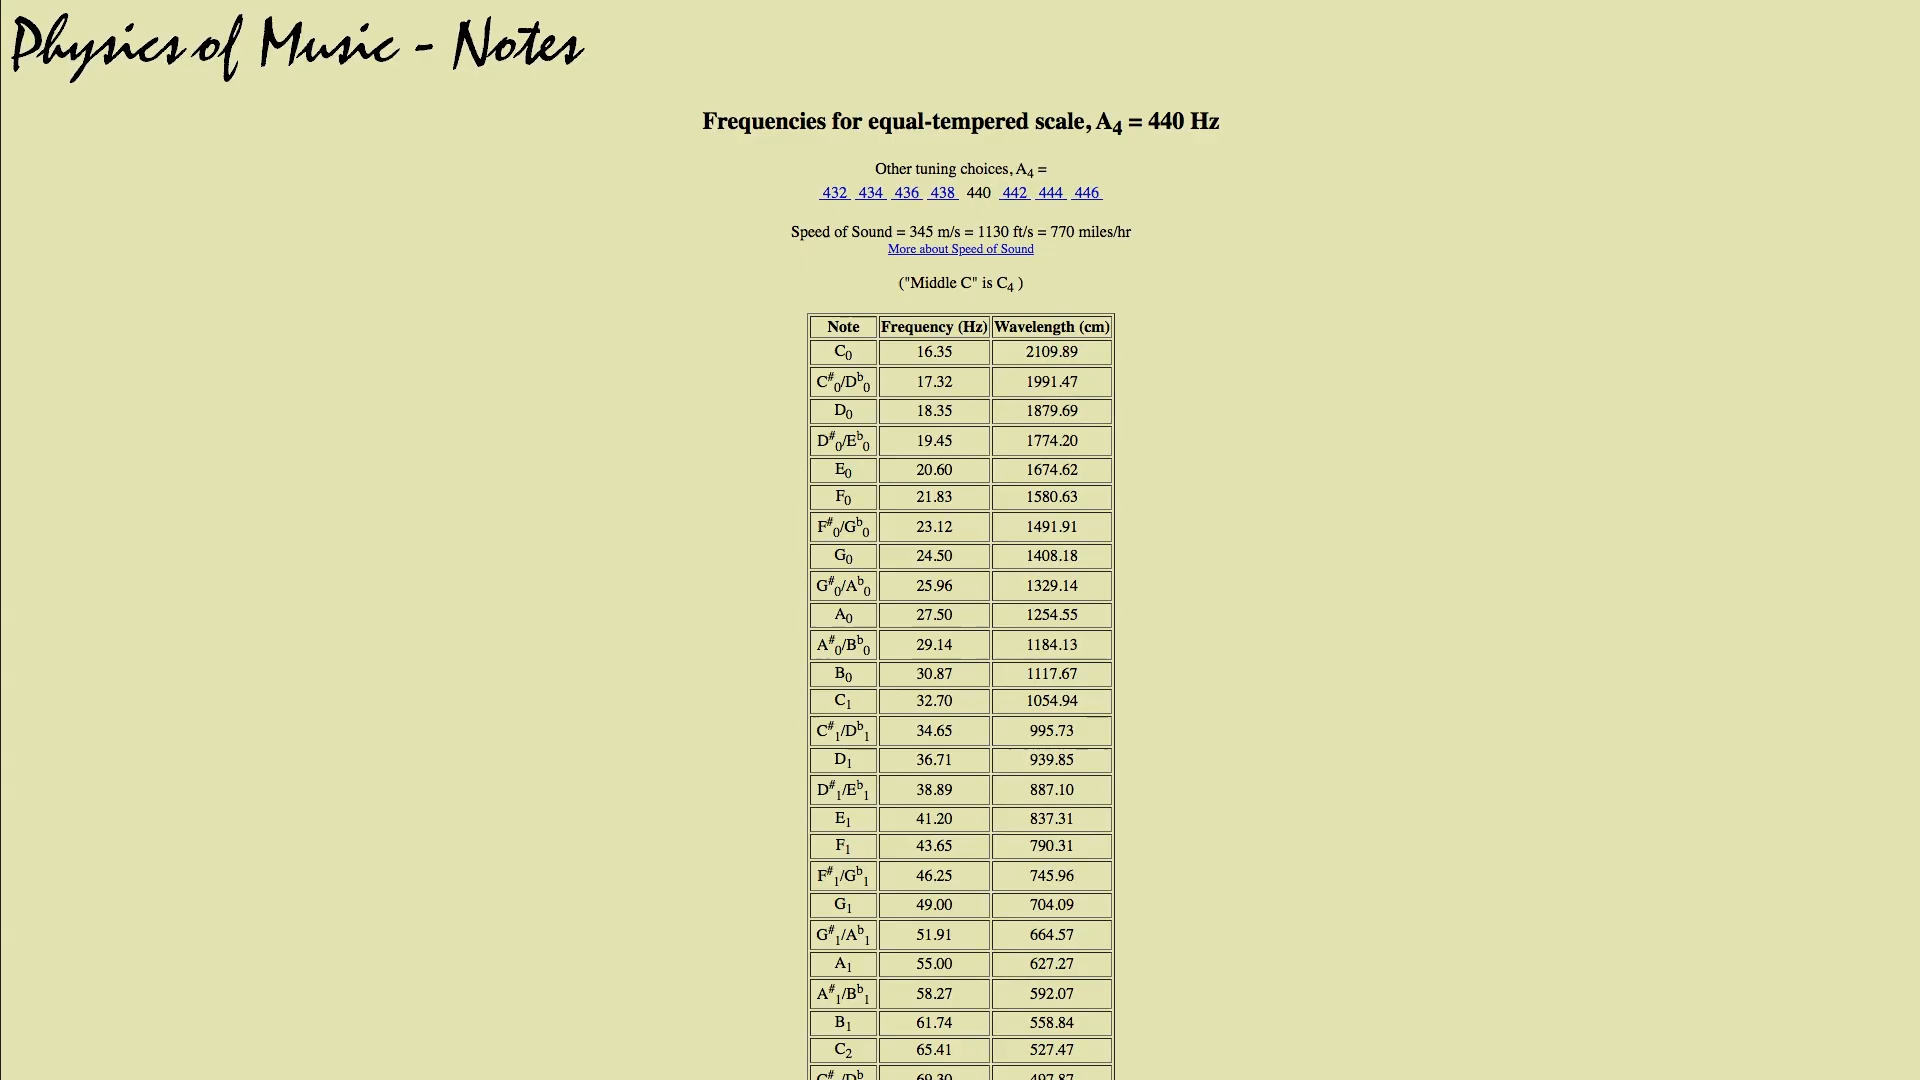 Physics of Music - Notes
Frequencies for equal-tempered scale, A4 = 440 Hz
Other tuning choices, A4 =
432 434 436 438 440 442 444 446
Speed of Sound = 345 m/s = 1130 ft/s = 770 miles/hr
More about Speed of Sound
("Middle C" is C4 )
Note Frequency (Hz) Wavelength (cm)
C0 16.35 2109.89
C#0/Db0 17.32 1991.47
D0 18.35 1879.69
D#0/Eb0 19.45 1774.20
E0 20.60 1674.62
F0 21.83 1580.63
F#0/Gb0 23.12 1491.91
G0 24.50 1408.18
G#0/Ab0 25.96 1329.14
A0 27.50 1254.55
A#0/Bb0 29.14 1184.13
B0 30.87 1117.67
C1 32.70 1054.94
C#1/Db1 34.65 995.73
D1 36.71 939.85
D#1/Eb1 38.89 887.10
E1 41.20 837.31
F1 43.65 790.31
F#1/Gb1 46.25 745.96
G1 49.00 704.09
G#1/Ab1 51.91 664.57
A1 55.00 627.27
A#1/Bb1 58.27 592.07
B1 61.74 558.84
C2 65.41 527.47
C#/Db 69.30 497.87